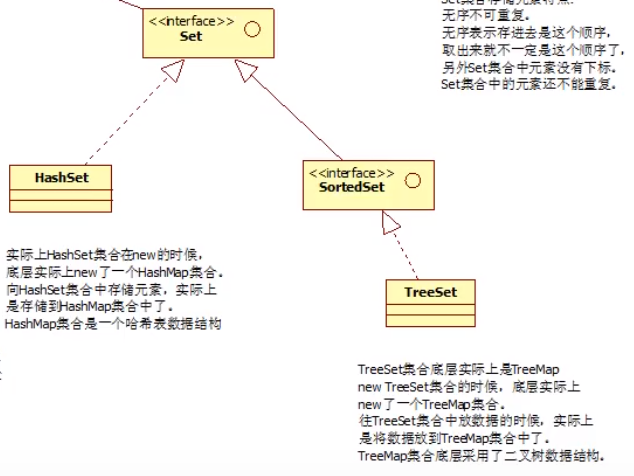 <<interface>>
Set
Set集合存储元素特点:
无序不可重复。
无序表示存进去是这个顺序，
取出来就不一定是这个顺序了，
另外Set集合中元素没有下标。
Set集合中的元素还不能重复。
HashSet
<<interface>>
SortedSet
实际上HashSet集合在new的时候，
底层实际上new了一个HashMap集合。
向HashSet集合中存储元素，实际上
是存储到HashMap集合中了。
HashMap集合是一个哈希表数据结构
TreeSet
TreeSet集合底层实际上是TreeMap
new TreeSet集合的时候，底层实际上
new了一个TreeMap集合。
往TreeSet集合中放数据的时候，实际上
是将数据放到TreeMap集合中了。
TreeMap集合底层采用了二叉树数据结构。